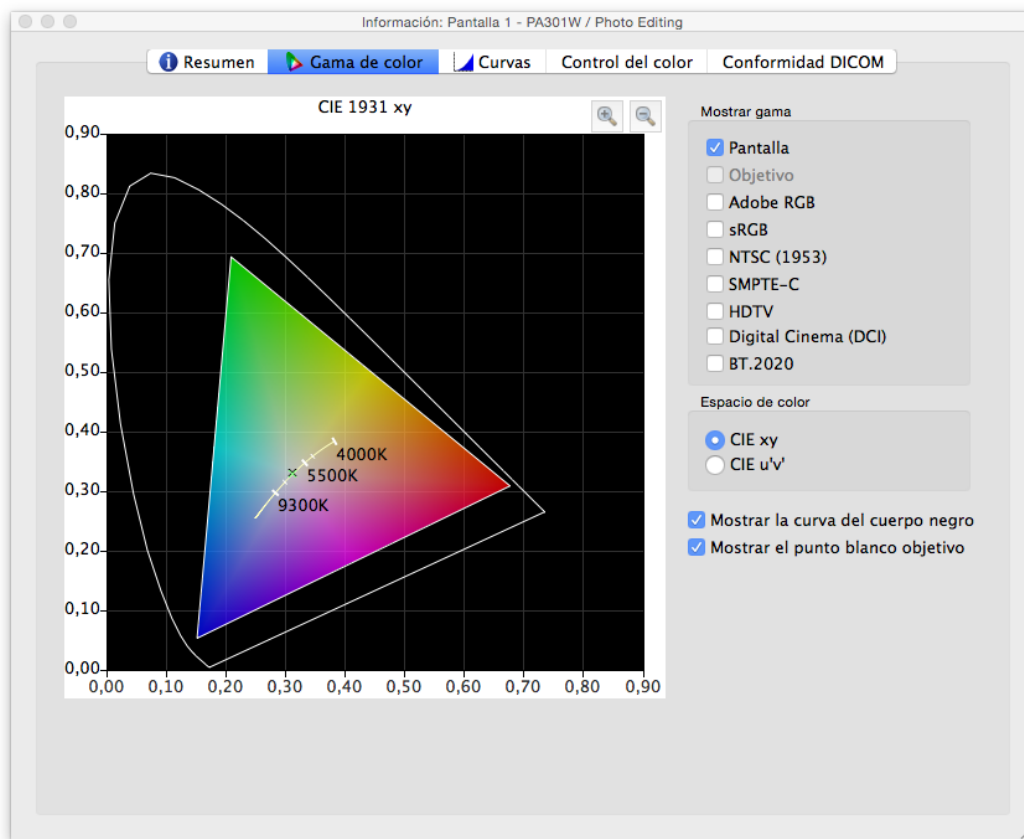 Información: Pantalla 1 - PA301W / Photo Editing
Resumen
Gama de color
Curvas
Control del color
Conformidad DICOM
CIE 1931 xy
0,90
0,80
0,70
0,60
0,50
0,40
0,30
0,20
0,10
0,00
0,00 0,10 0,20 0,30 0,40 0,50 0,60 0,70 0,80 0,90
4000K
5500K
9300K
Mostrar gama
Pantalla
Objetivo
Adobe RGB
sRGB
NTSC (1953)
SMPTE-C
HDTV
Digital Cinema (DCI)
BT.2020
Espacio de color
CIE xy
CIE u'v'
Mostrar la curva del cuerpo negro
Mostrar el punto blanco objetivo